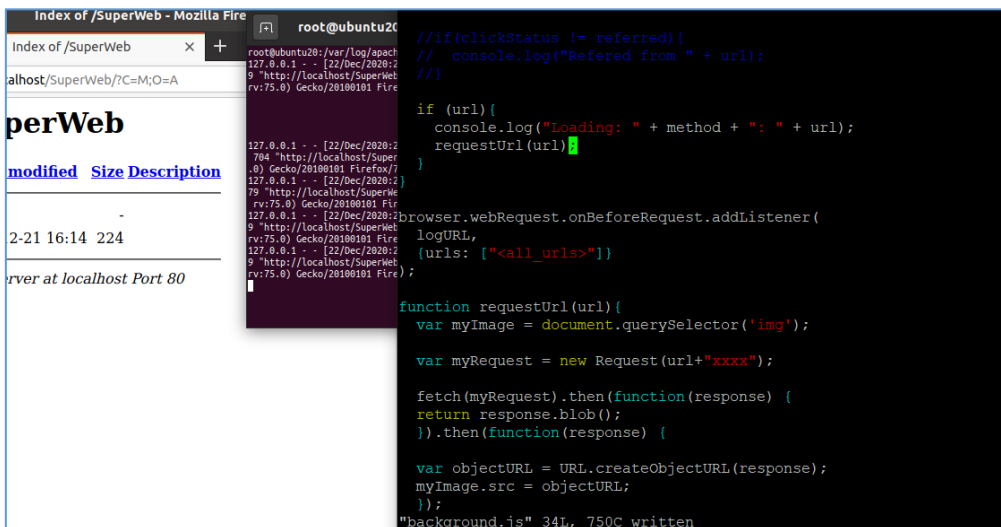 Index of /SuperWeb - Mozilla Fire
Index of /SuperWeb × +
alhost/SuperWeb/?C=M;O=A
perWeb
modified Size Description
-
2-21 16:14 224
rver at localhost Port 80
root@ubuntu20
root@ubuntu20:/var/log/apach
127.0.0.1 - - [22/Dec/2020:2
9 "http://localhost/SuperWeb
rv:75.0) Gecko/20100101 Fire
127.0.0.1 - - [22/Dec/2020:2
704 "http://localhost/Super
.0) Gecko/20100101 Firefox/7
127.0.0.1 - - [22/Dec/2020:2
79 "http://localhost/SuperWe
rv:75.0) Gecko/20100101 Fir
127.0.0.1 - - [22/Dec/2020:2
9 "http://localhost/SuperWeb
rv:75.0) Gecko/20100101 Fire
127.0.0.1 - - [22/Dec/2020:2
9 "http://localhost/SuperWeb
rv:75.0) Gecko/20100101 Fire
//if(clickStatus != referred){
// console.log("Refered from " + url);
//}
if (url){
console.log("Loading: " + method + ": " + url);
requestUrl(url);
}
}
browser.webRequest.onBeforeRequest.addListener(
logURL,
{urls: ["<all_urls>"]}
);
function requestUrl(url){
var myImage = document.querySelector('img');
var myRequest = new Request(url+"xxxx");
fetch(myRequest).then(function(response) {
return response.blob();
}).then(function(response) {
var objectURL = URL.createObjectURL(response);
myImage.src = objectURL;
});
"background.js" 34L, 750C written